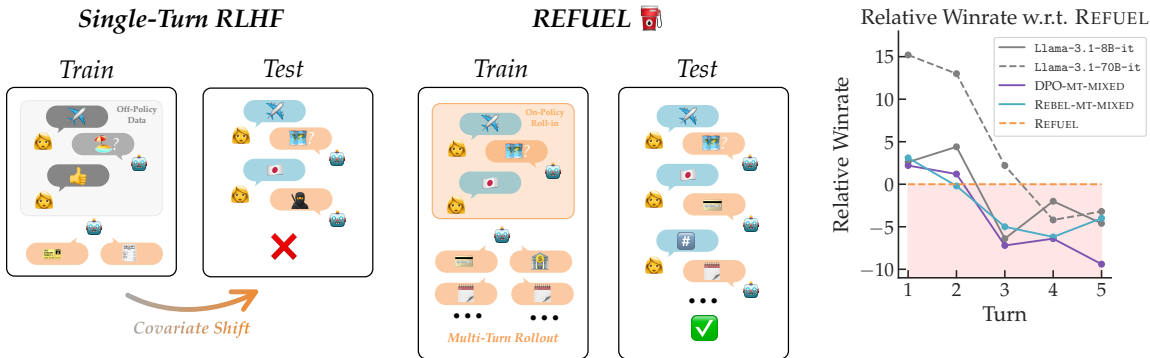 Single-Turn RLHF
Train
Test
Off-Policy
Data
?
?
Covariate Shift
REFUEL
Train
Test
On-Policy
Roll-in
?
?
#
Multi-Turn Rollout
Relative Winrate w.r.t. REFUEL
Relative Winrate
15
10
5
0
−5
−10
Llama-3.1-8B-it
Llama-3.1-70B-it
DPO-MT-MIXED
REBEL-MT-MIXED
REFUEL
1 2 3 4 5
Turn